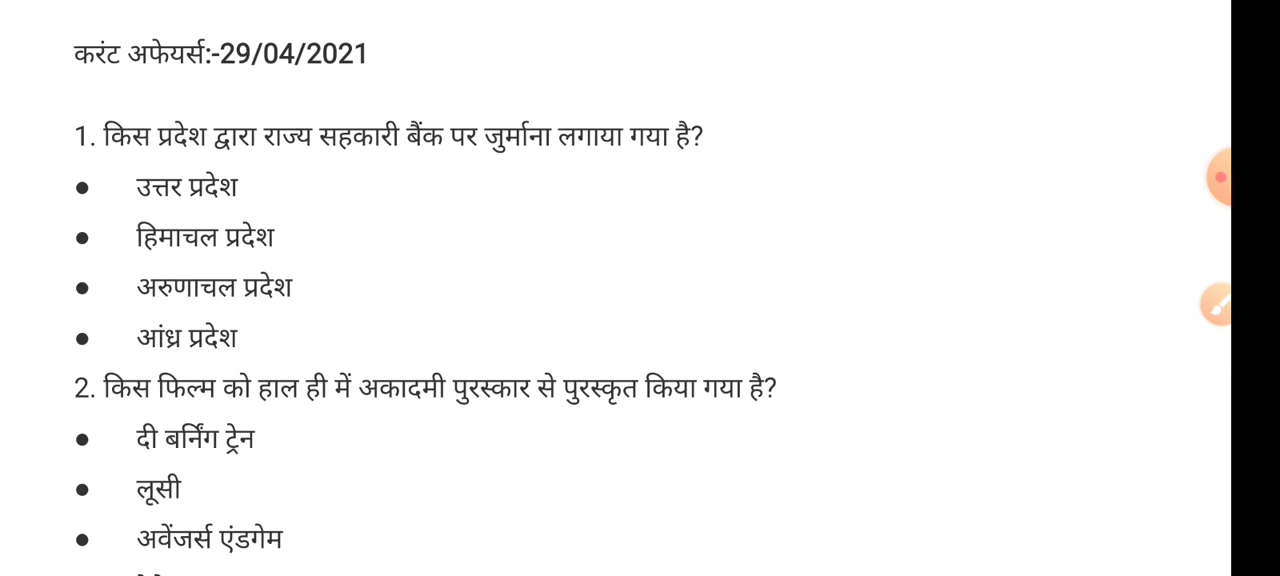 करंट अफेयर्स:-29/04/2021
1. किस प्रदेश द्वारा राज्य सहकारी बैंक पर जुर्माना लगाया गया है?
● उत्तर प्रदेश
● हिमाचल प्रदेश
● अरुणाचल प्रदेश
● आंध्र प्रदेश
2. किस फिल्म को हाल ही में अकादमी पुरस्कार से पुरस्कृत किया गया है?
● दी बर्निंग ट्रेन
● लूसी
● अवेंजर्स एंडगेम